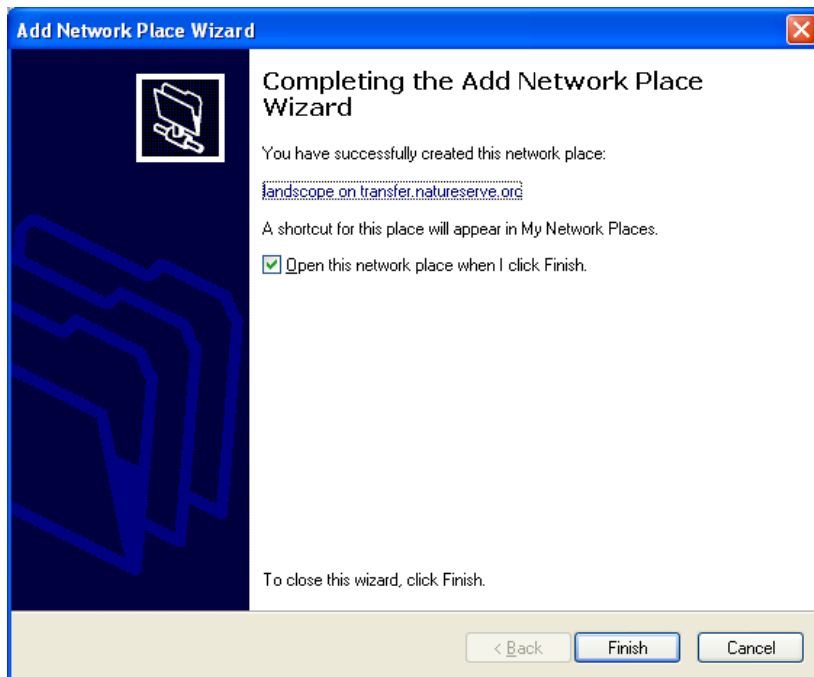 Add Network Place Wizard
Completing the Add Network Place
Wizard
You have successfully created this network place:
landscope on transfer.natureserve.org
A shortcut for this place will appear in My Network Places.
Open this network place when I click Finish.
To close this wizard, click Finish.
< Back
Finish
Cancel